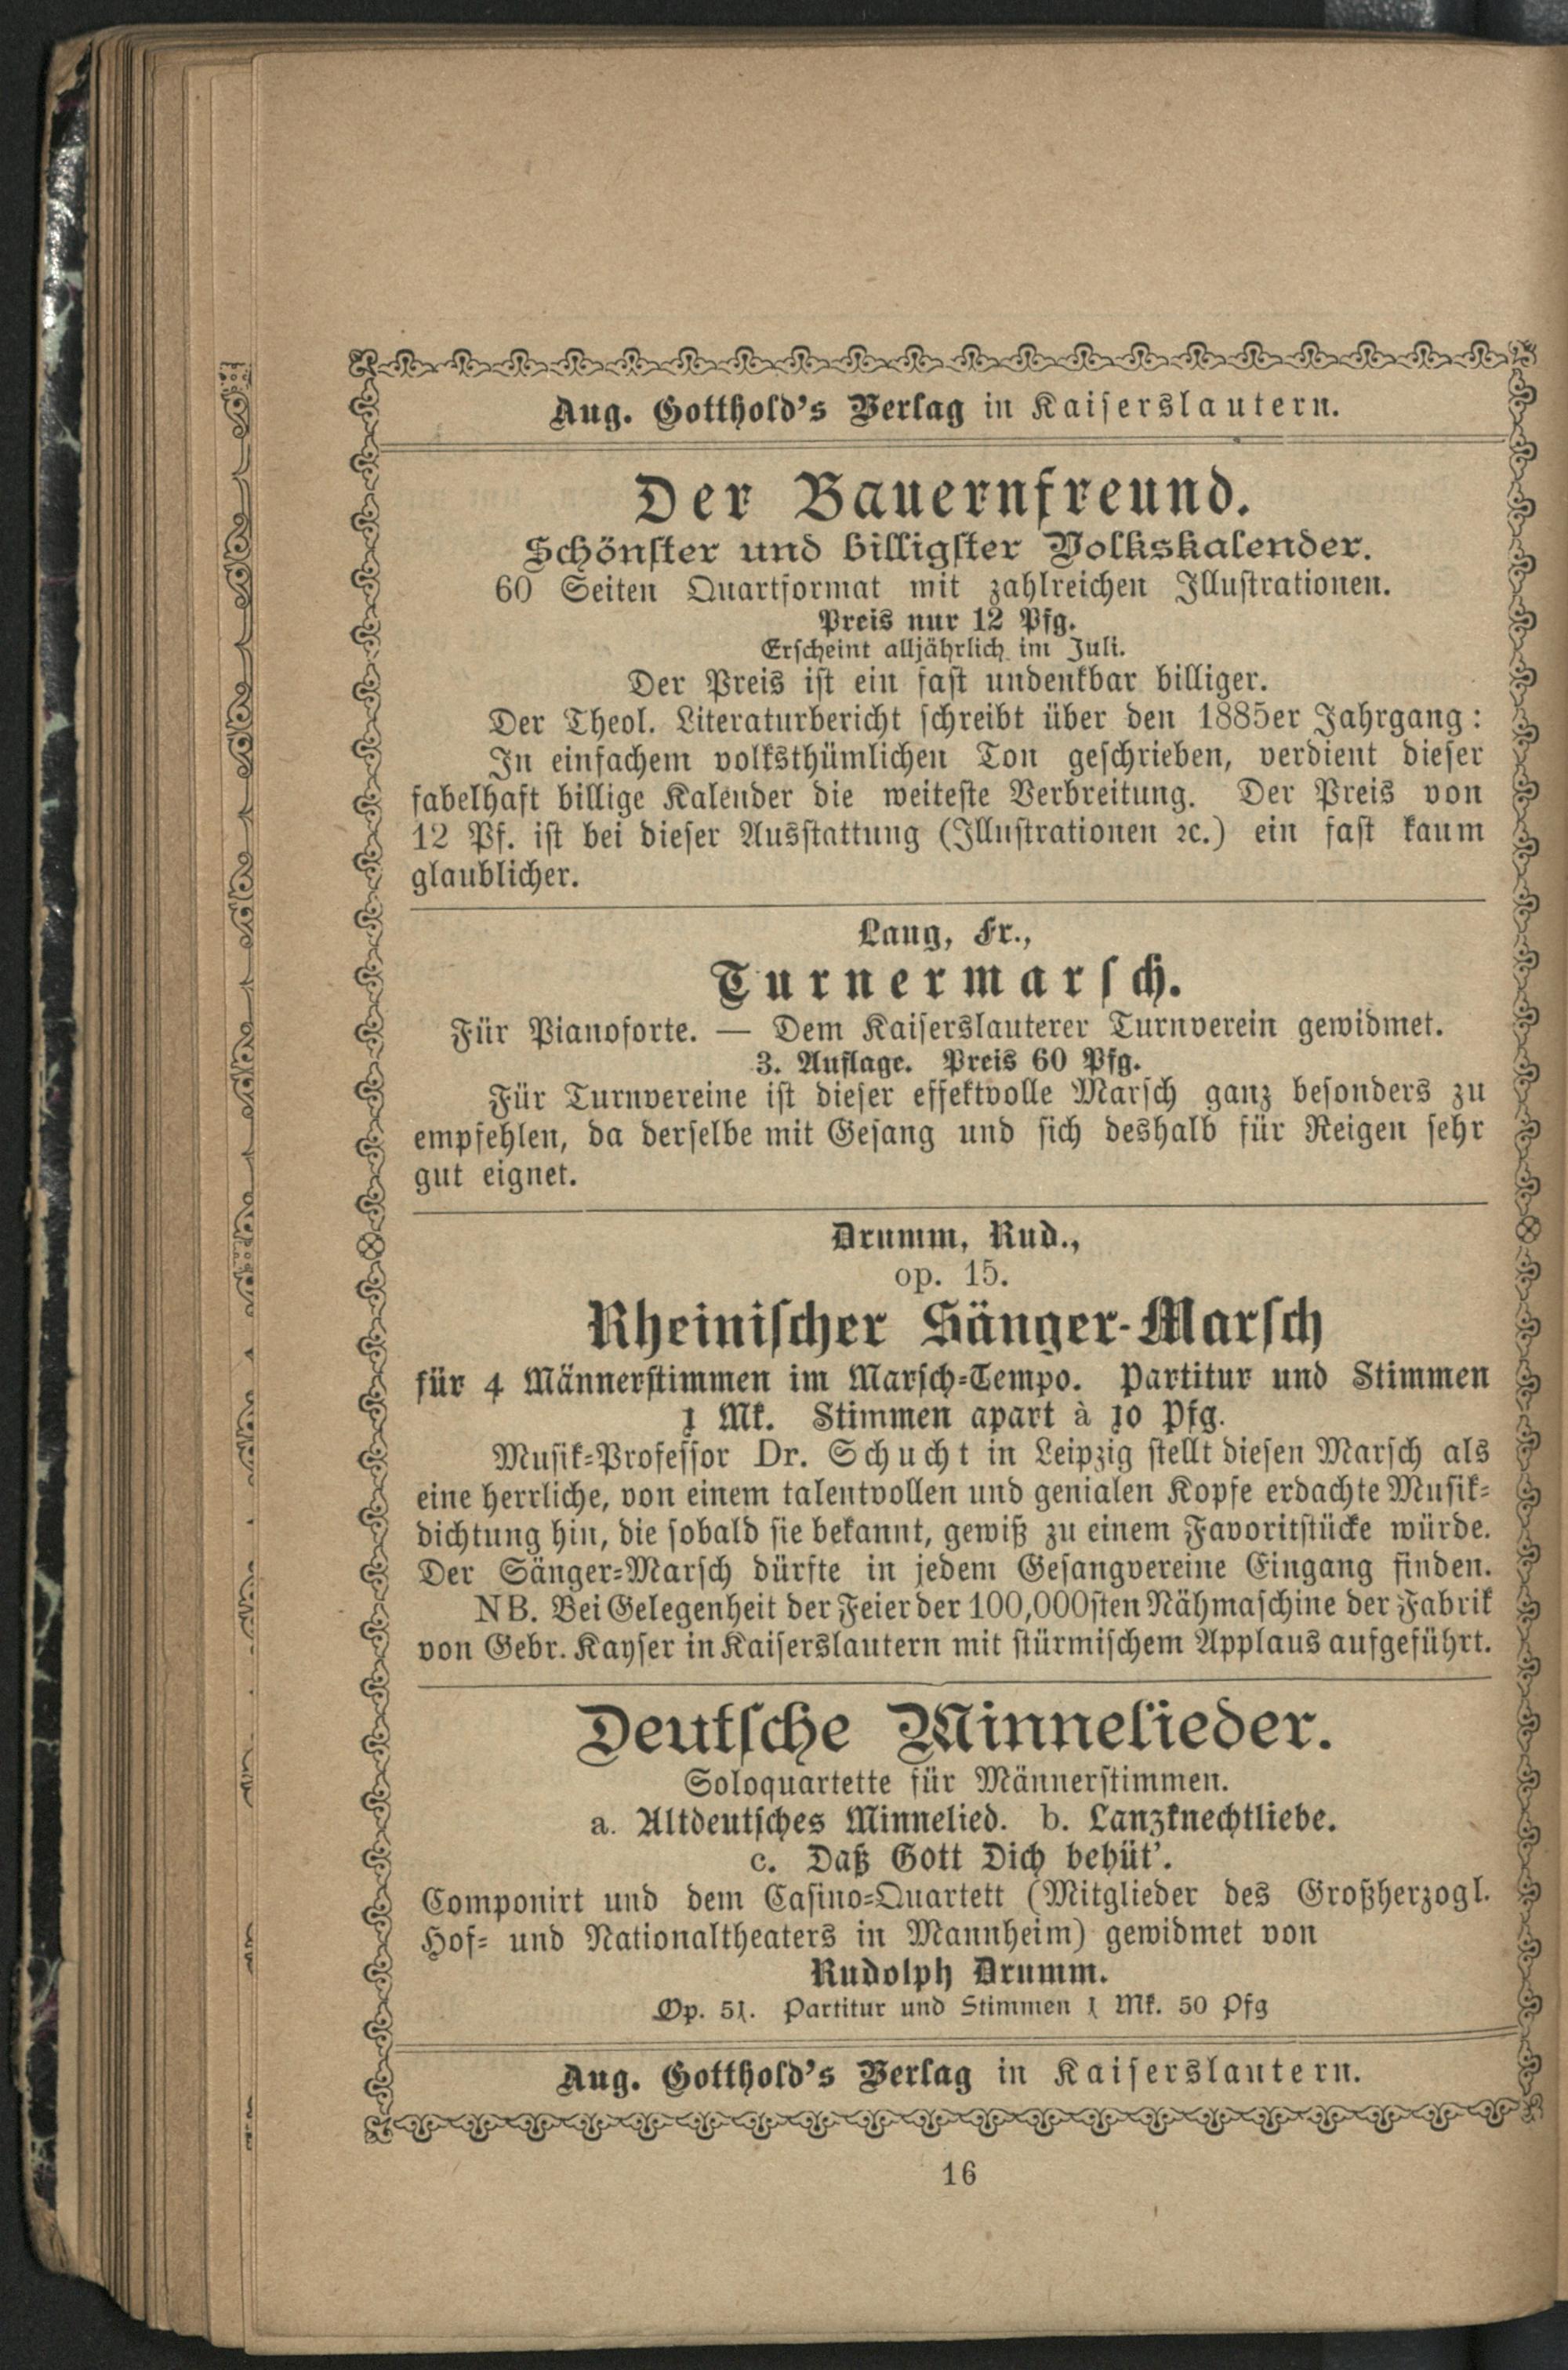 Aug. Gotthold's Verlag in Kaiserslautern.
Der Bauernfreund.
Schönster und billigster Volkskalender.
60 Seiten Quartformat mit zahlreichen Illustrationen.
Preis nur 12 Pfg.
Erscheint alljährlich im Juli.
Der Preis ist ein fast undenkbar billiger.
Der Theol. Literaturbericht schreibt über den 1885er Jahrgang:
In einfachem volksthümlichen Ton geschrieben, verdient dieser
fabelhaft billige Kalender die weiteste Verbreitung. Der Preis von
12 Pf. ist bei dieser Ausstattung (Illustrationen ꝛc.) ein fast kaum
glaublicher.
Lang, Fr.,
Turnermarsch.
Für Pianoforte. — Dem Kaiserslauterer Turnverein gewidmet.
3. Auflage. Preis 60 Pfg.
Für Turnvereine ist dieser effektvolle Marsch ganz besonders zu
empfehlen, da derselbe mit Gesang und sich deshalb für Reigen sehr
gut eignet.
Drumm, Rud.,
op. 15.
Rheinischer Sänger-Marsch
für 4 Männerstimmen im Marsch-Tempo. Partitur und Stimmen
1 Mk. Stimmen apart à 10 Pfg.
Musik-Professor Dr. Schucht in Leipzig stellt diesen Marsch als
eine herrliche, von einem talentvollen und genialen Kopfe erdachte Musik-
dichtung hin, die sobald sie bekannt, gewiß zu einem Favoritstücke würde.
Der Sänger-Marsch dürfte in jedem Gesangvereine Eingang finden.
NB. Bei Gelegenheit der Feier der 100,000sten Nähmaschine der Fabrik
von Gebr. Kayser in Kaiserslautern mit stürmischem Applaus aufgeführt.
Deutsche Minnelieder.
Soloquartette für Männerstimmen.
a. Altdeutsches Minnelied. b. Lanzknechtliebe.
c. Daß Gott Dich behüt'.
Componirt und dem Casino-Quartett (Mitglieder des Großherzogl.
Hof- und Nationaltheaters in Mannheim) gewidmet von
Rudolph Drumm.
Op. 51. Partitur und Stimmen 1 Mk. 50 Pfg
Aug. Gotthold's Verlag in Kaiserslautern.
16